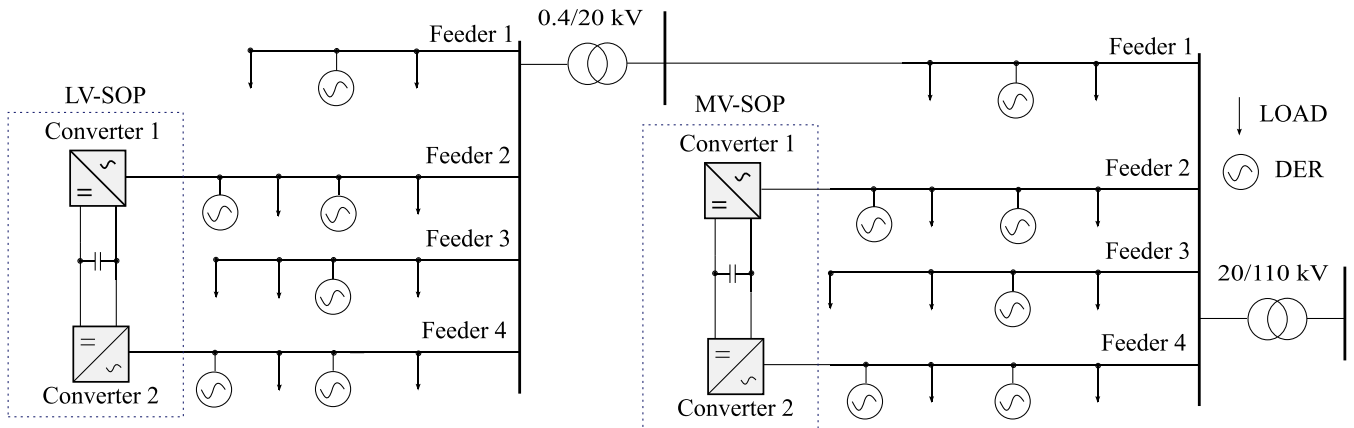 0.4/20 kV
Feeder 1
Feeder 1
LV-SOP
MV-SOP
LOAD
Converter 1
Converter 1
Feeder 2
Feeder 2
DER
Feeder 3
Feeder 3
20/110 kV
Feeder 4
Feeder 4
Converter 2
Converter 2